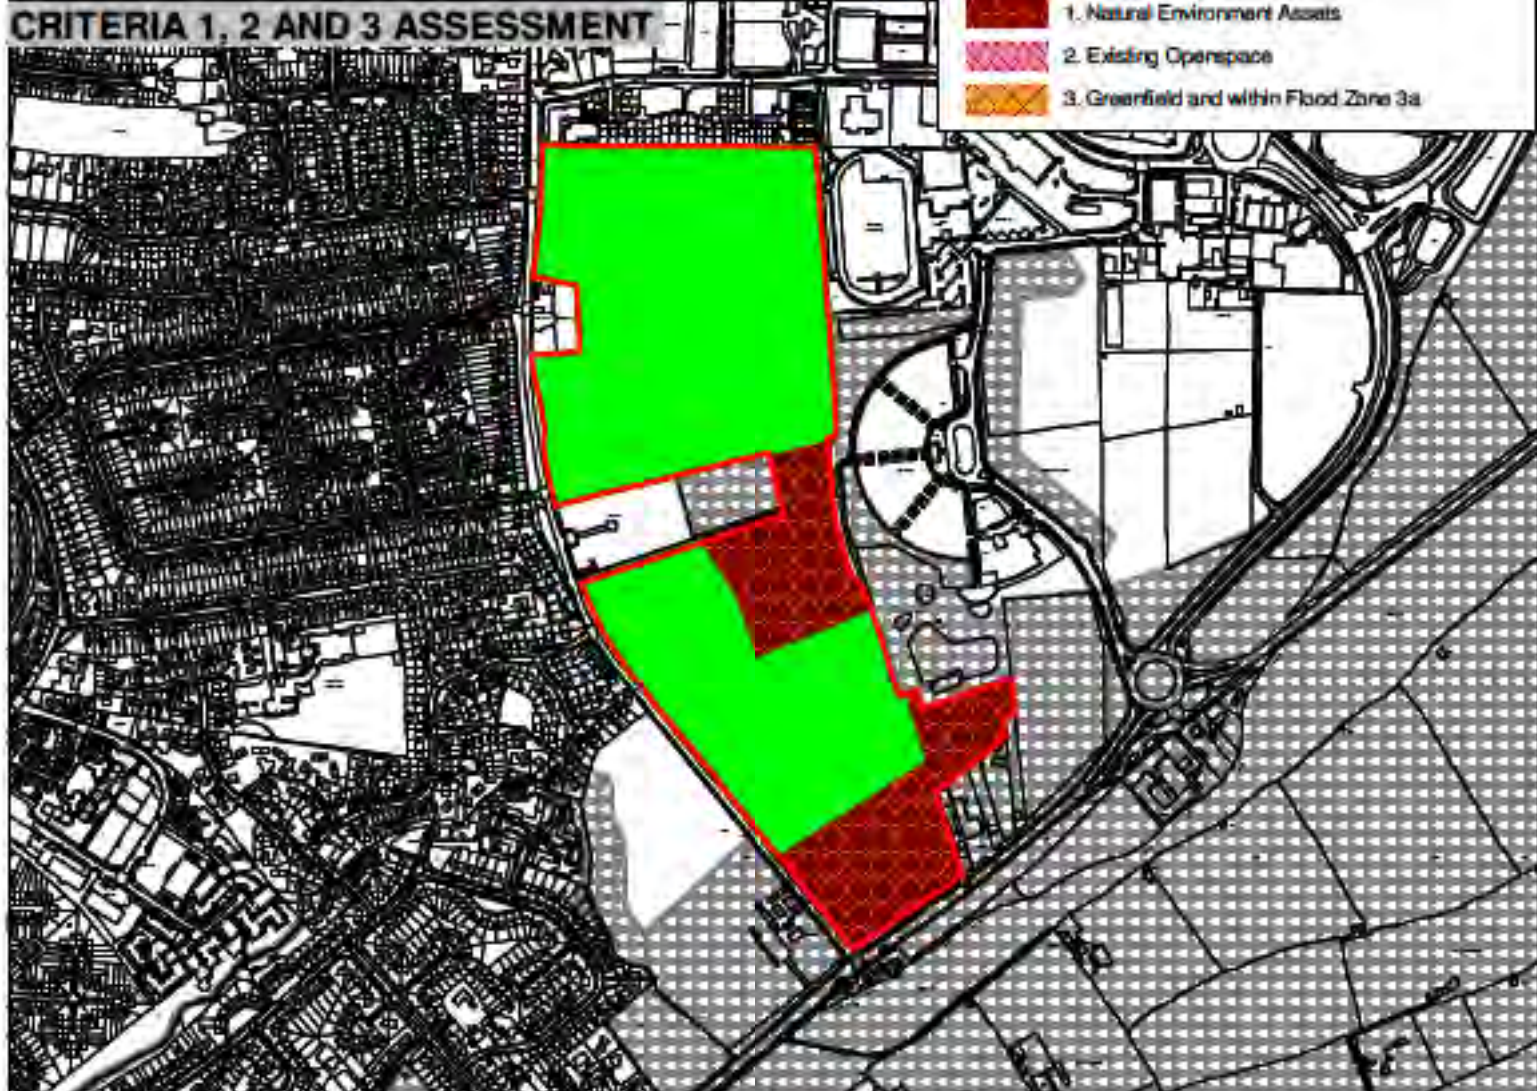 CRITERIA 1, 2 AND 3 ASSESSMENT
1. Natural Environment Assets
2. Existing Openspace
3. Greenfield and within Flood Zone 3a